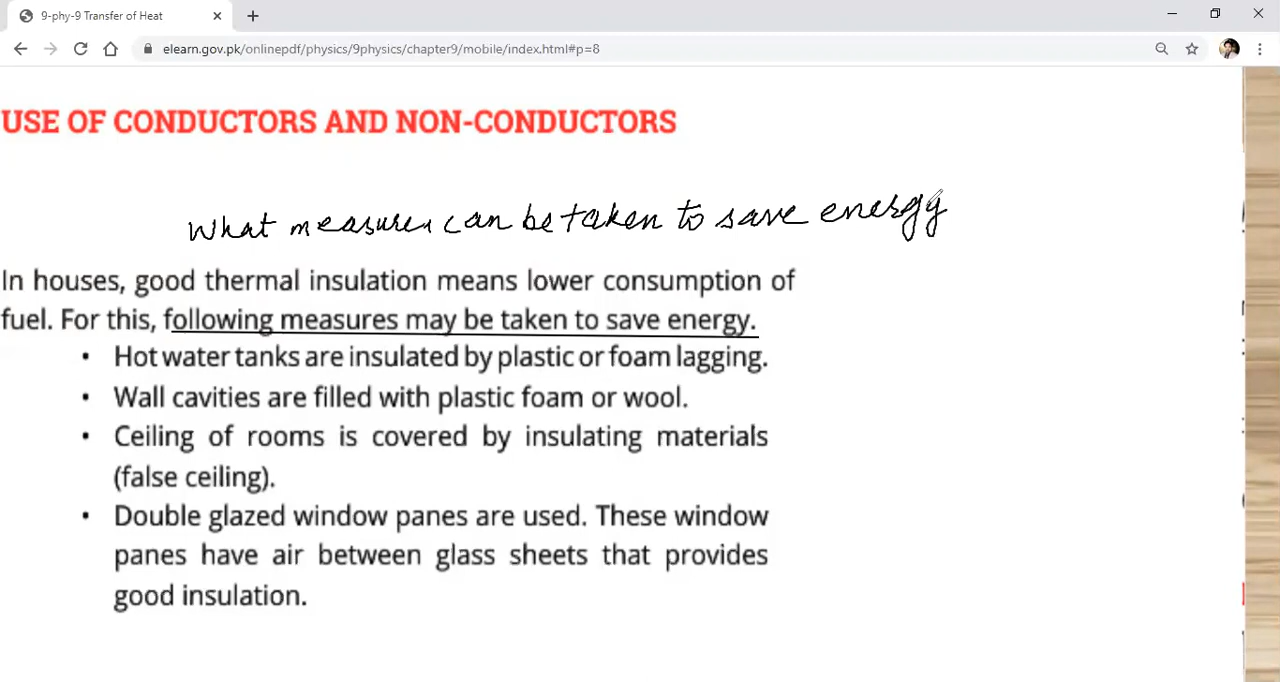 9-phy-9 Transfer of Heat
elearn.gov.pk/onlinepdf/physics/9physics/chapter9/mobile/index.html#p=8
USE OF CONDUCTORS AND NON-CONDUCTORS
What measures can be taken to save energy
In houses, good thermal insulation means lower consumption of
fuel. For this, following measures may be taken to save energy.
• Hot water tanks are insulated by plastic or foam lagging.
• Wall cavities are filled with plastic foam or wool.
• Ceiling of rooms is covered by insulating materials
(false ceiling).
• Double glazed window panes are used. These window
panes have air between glass sheets that provides
good insulation.